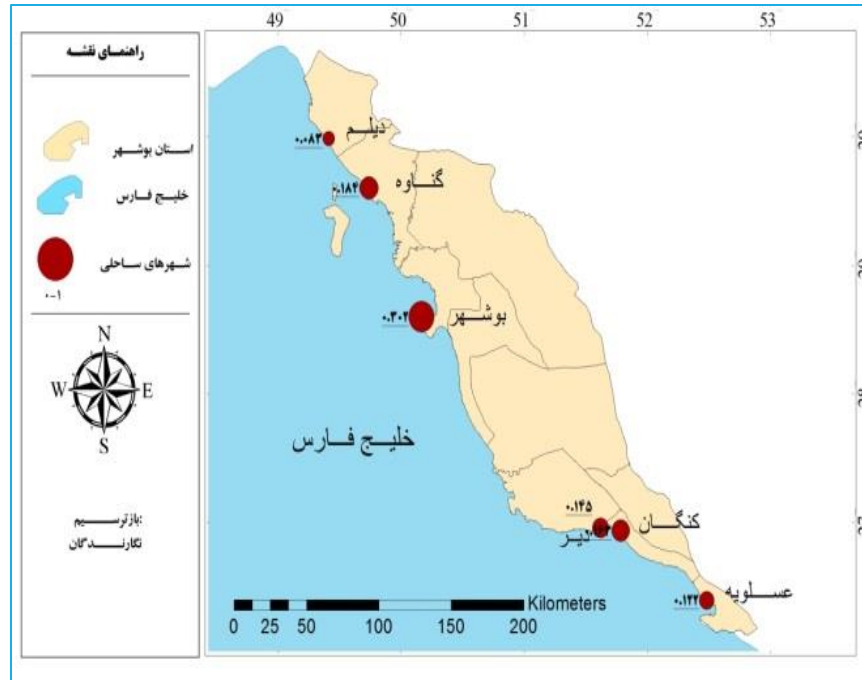 راهنمای نقشه
استان بوشهر
خلیج فارس
شهرهای ساحلی
۰-۱
N
W E
S
بازترسیم:
نگارندگان
49 50 51 52 53
دیلم
۰.۰۸۳
گناوه
۰.۱۸۴
بوشهر
۰.۳۰۲
خلیج فارس
۰.۱۴۵
کنگان
دیر
عسلویه
۰.۱۲۲
Kilometers
0 25 50 100 150 200